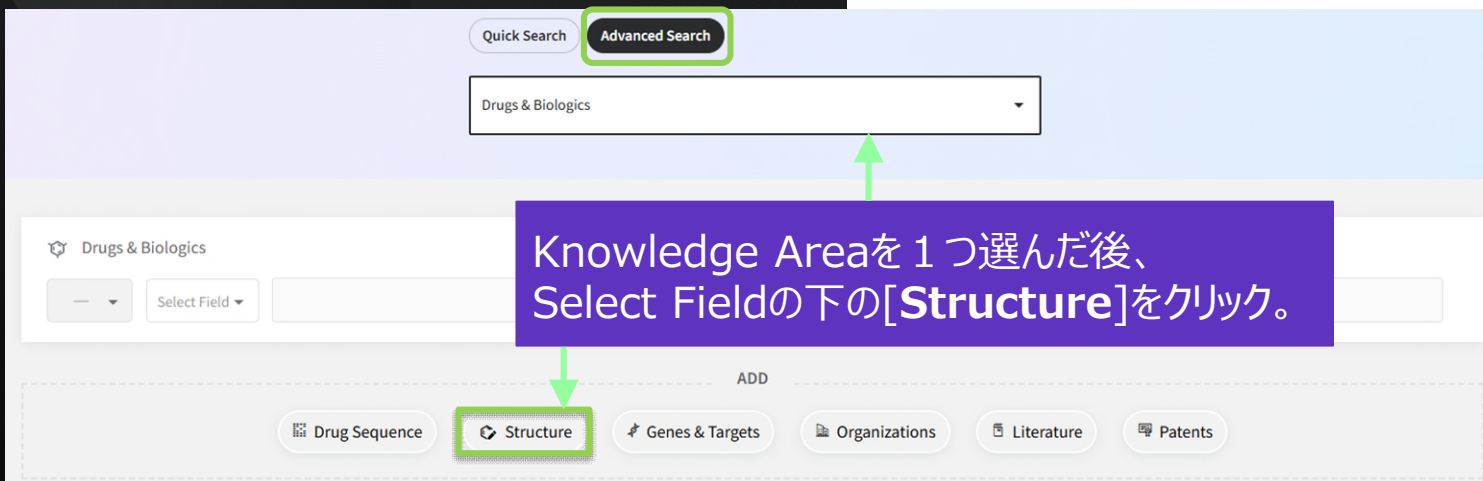 Quick Search
Advanced Search
Drugs & Biologics
Drugs & Biologics
Knowledge Areaを１つ選んだ後、
Select Fieldの下の[Structure]をクリック。
— Select Field
ADD
Drug Sequence
Structure
Genes & Targets
Organizations
Literature
Patents